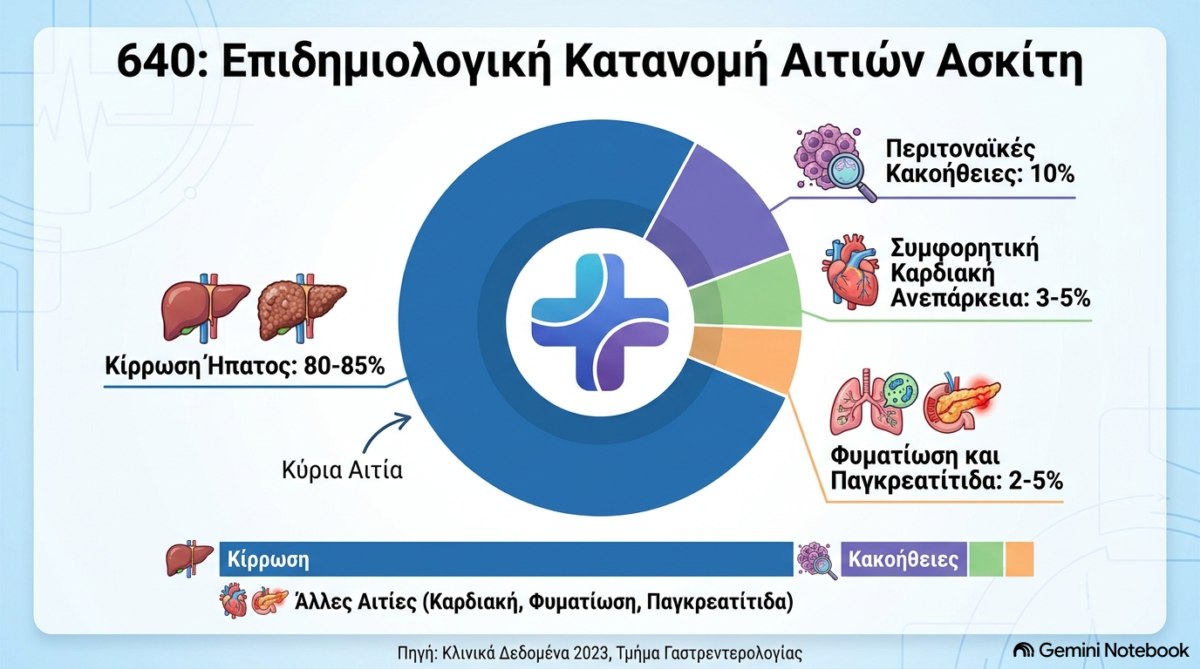 640: Επιδημιολογική Κατανομή Αιτιών Ασκίτη
Περιτοναϊκές
Κακοήθειες: 10%
Συμφορητική
Καρδιακή
Ανεπάρκεια: 3-5%
Κίρρωση Ήπατος: 80-85%
Κύρια Αιτία
Φυματίωση και
Παγκρεατίτιδα: 2-5%
Κίρρωση
Κακοήθειες
Άλλες Αιτίες (Καρδιακή, Φυματίωση, Παγκρεατίτιδα)
Πηγή: Κλινικά Δεδομένα 2023, Τμήμα Γαστρεντερολογίας
Gemini Notebook